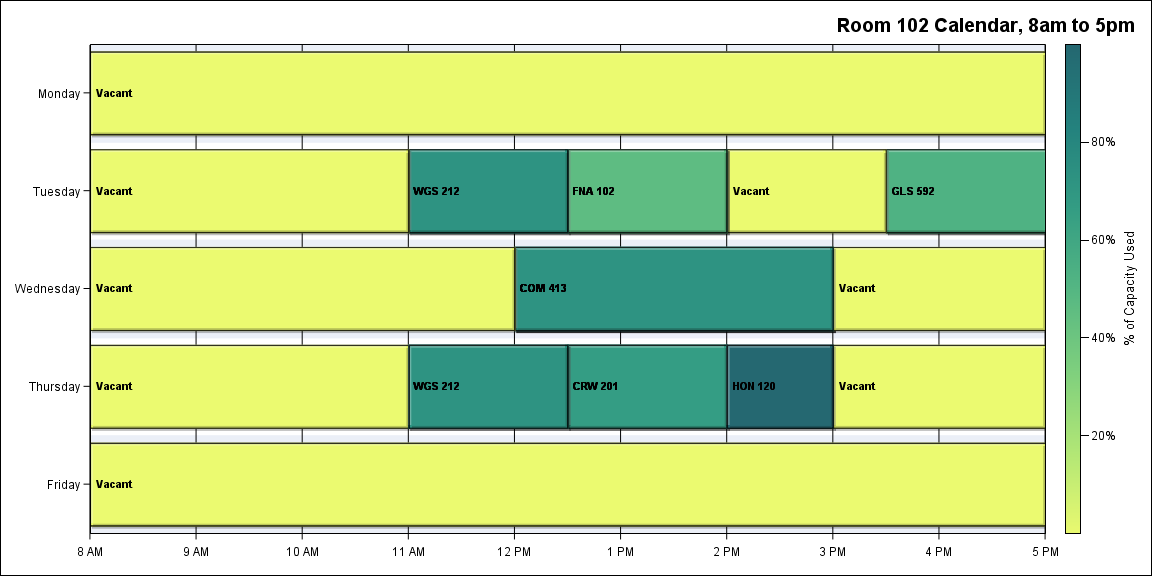 Room 102 Calendar, 8am to 5pm
Monday
Vacant
Tuesday
Vacant
WGS 212
FNA 102
Vacant
GLS 592
Wednesday
Vacant
COM 413
Vacant
Thursday
Vacant
WGS 212
CRW 201
HON 120
Vacant
Friday
Vacant
8 AM
9 AM
10 AM
11 AM
12 PM
1 PM
2 PM
3 PM
4 PM
5 PM
80%
60%
40%
20%
% of Capacity Used